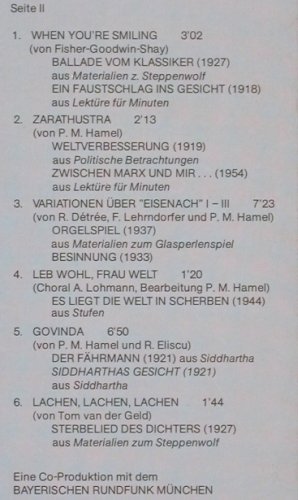 Seite II
1. WHEN YOU'RE SMILING 3'02
(von Fisher-Goodwin-Shay)
BALLADE VOM KLASSIKER (1927)
aus Materialien z. Steppenwolf
EIN FAUSTSCHLAG INS GESICHT (1918)
aus Lektüre für Minuten
2. ZARATHUSTRA 2'13
(von P. M. Hamel)
WELTVERBESSERUNG (1919)
aus Politische Betrachtungen
ZWISCHEN MARX UND MIR . . . (1954)
aus Lektüre für Minuten
3. VARIATIONEN ÜBER "EISENACH" I – III 7'23
(von R. Détrée, F. Lehrndorfer und P. M. Hamel)
ORGELSPIEL (1937)
aus Materialien zum Glasperlenspiel
BESINNUNG (1933)
4. LEB WOHL, FRAU WELT 1'20
(Choral A. Lohmann, Bearbeitung P. M. Hamel)
ES LIEGT DIE WELT IN SCHERBEN (1944)
aus Stufen
5. GOVINDA 6'50
(von P. M. Hamel und R. Eliscu)
DER FÄHRMANN (1921) aus Siddhartha
SIDDHARTHAS GESICHT (1921)
aus Siddhartha
6. LACHEN, LACHEN, LACHEN 1'44
(von Tom van der Geld)
STERBELIED DES DICHTERS (1927)
aus Materialien zum Steppenwolf
Eine Co-Produktion mit dem
BAYERISCHEN RUNDFUNK MÜNCHEN